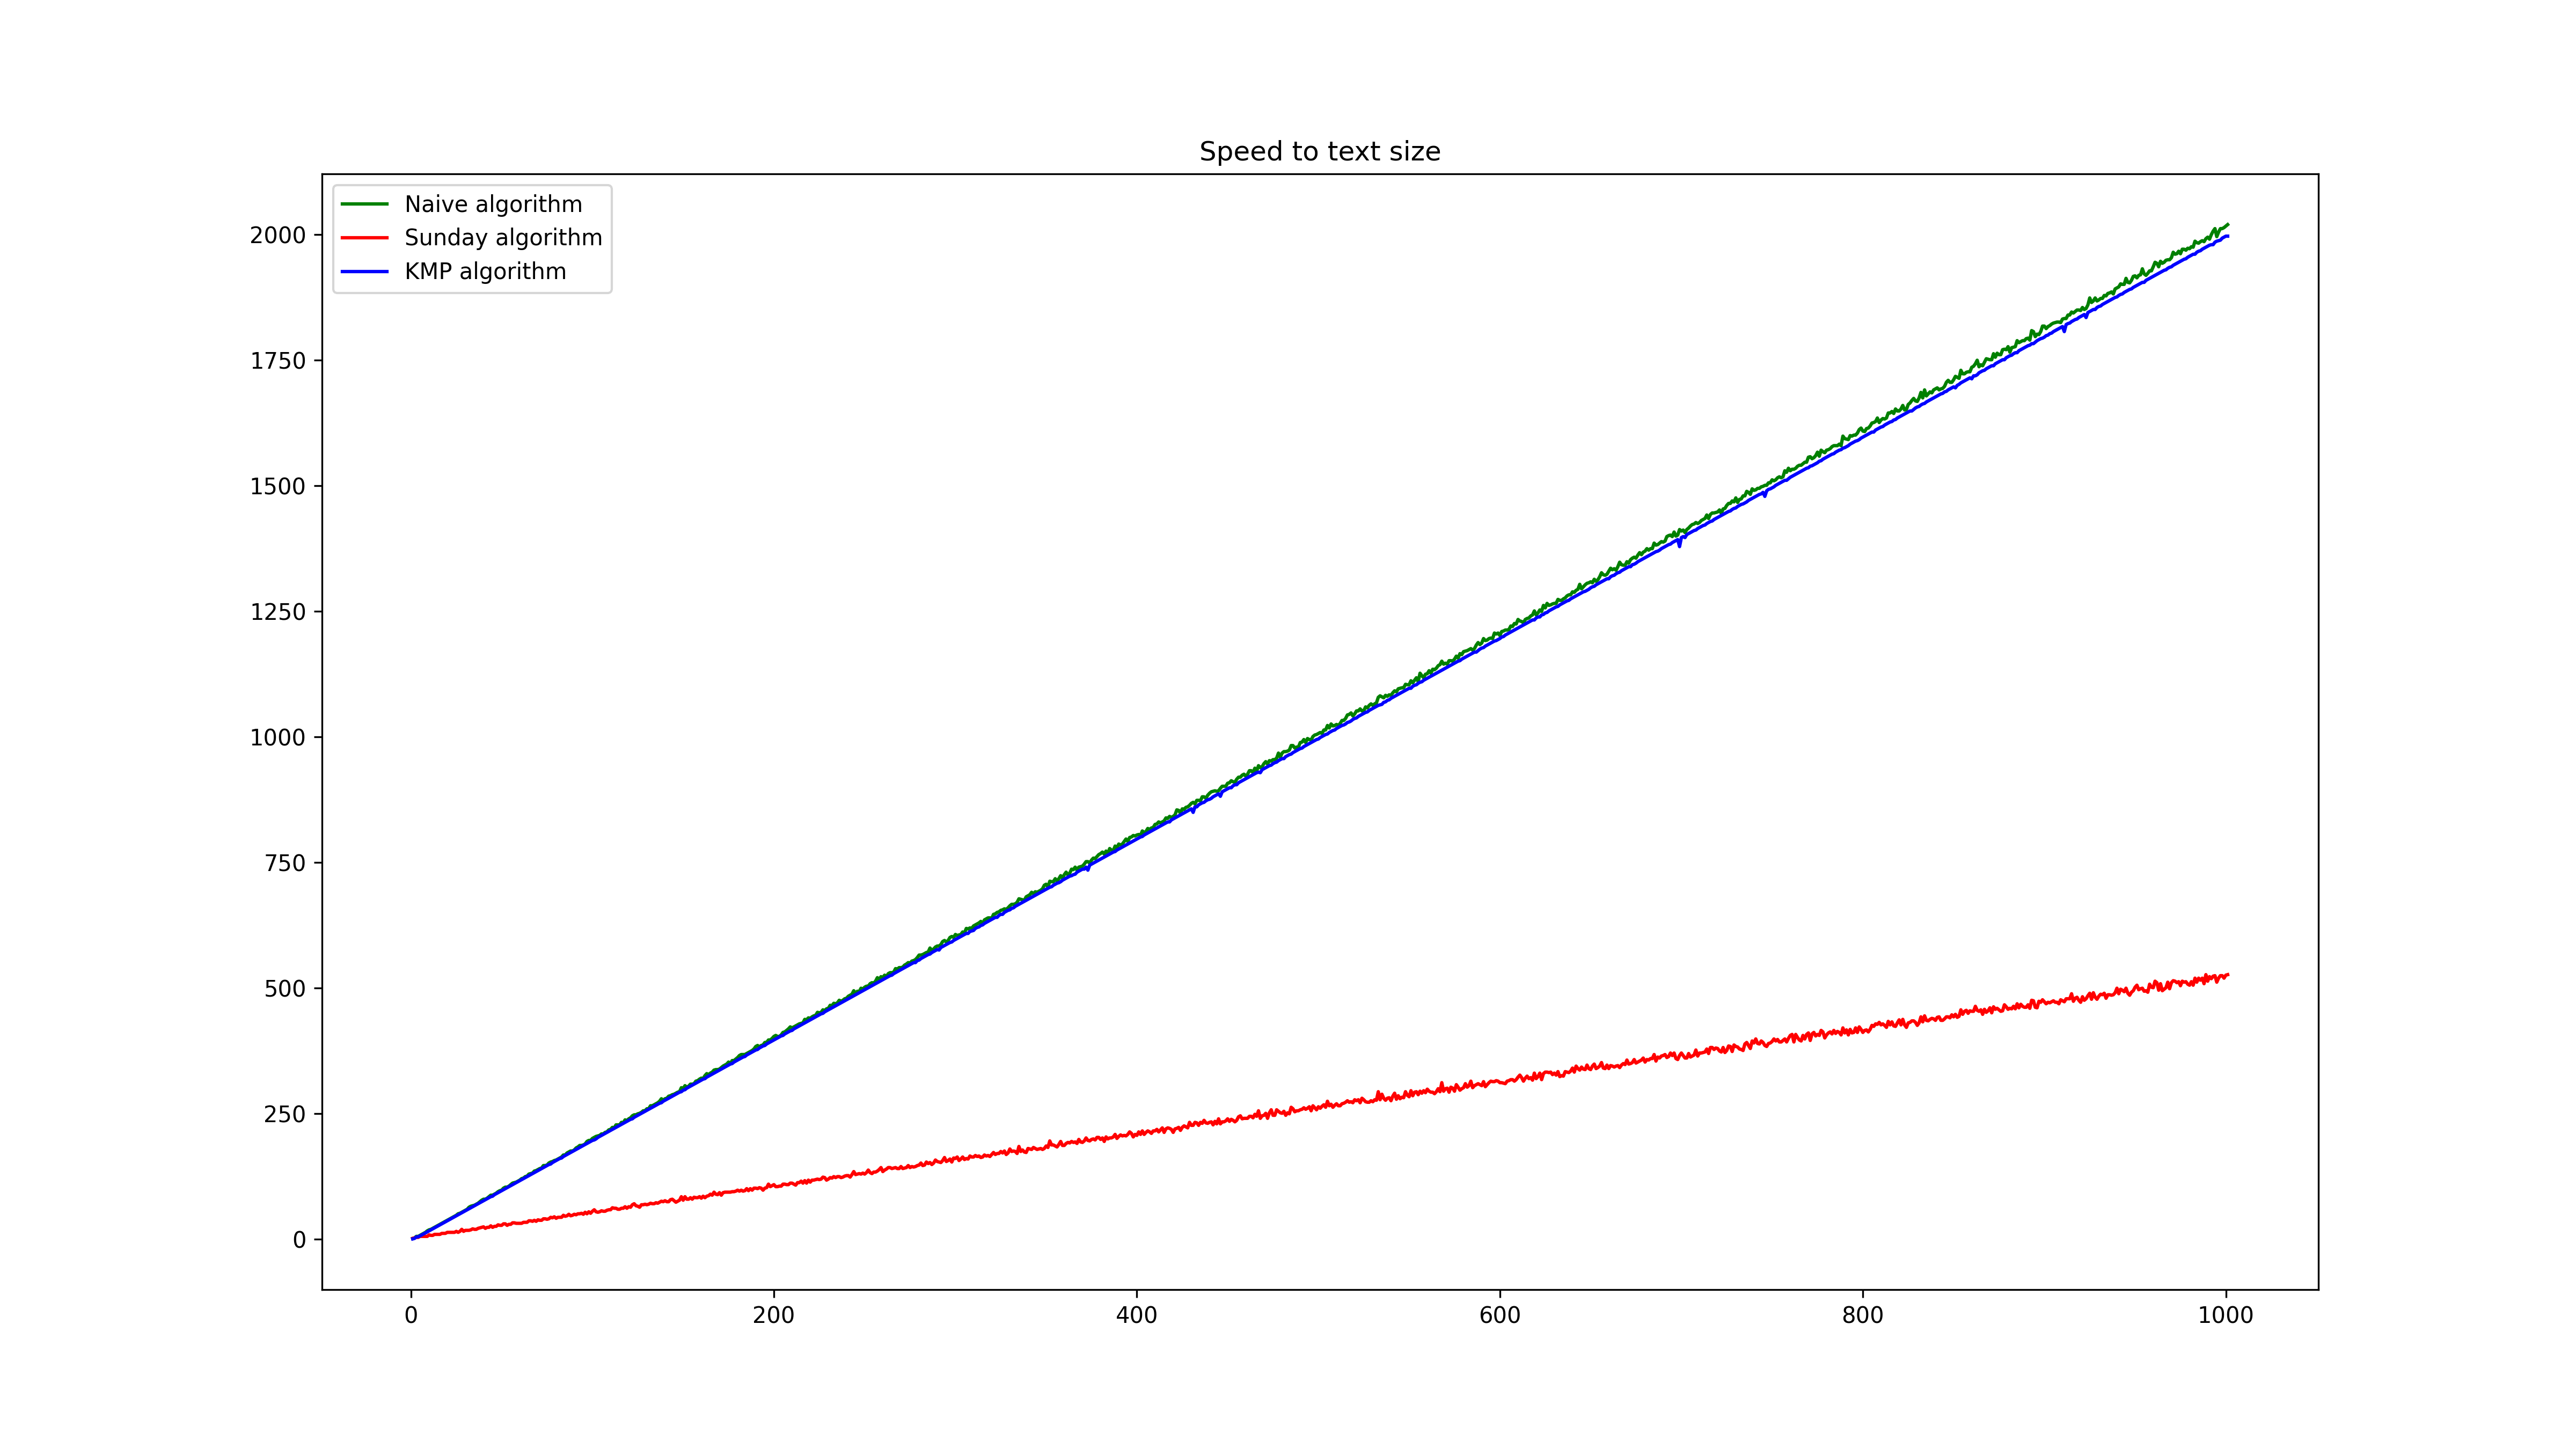 Speed to text size
Naive algorithm
Sunday algorithm
KMP algorithm
2000
1750
1500
1250
1000
750
500
250
0
0 200 400 600 800 1000